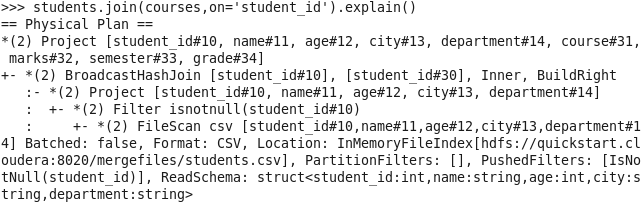 >>> students.join(courses,on='student_id').explain()
== Physical Plan ==
*(2) Project [student_id#10, name#11, age#12, city#13, department#14, course#31,
 marks#32, semester#33, grade#34]
+- *(2) BroadcastHashJoin [student_id#10], [student_id#30], Inner, BuildRight
   :- *(2) Project [student_id#10, name#11, age#12, city#13, department#14]
   :  +- *(2) Filter isnotnull(student_id#10)
   :     +- *(2) FileScan csv [student_id#10,name#11,age#12,city#13,department#1
4] Batched: false, Format: CSV, Location: InMemoryFileIndex[hdfs://quickstart.cl
oudera:8020/mergefiles/students.csv], PartitionFilters: [], PushedFilters: [IsNo
tNull(student_id)], ReadSchema: struct<student_id:int,name:string,age:int,city:s
tring,department:string>